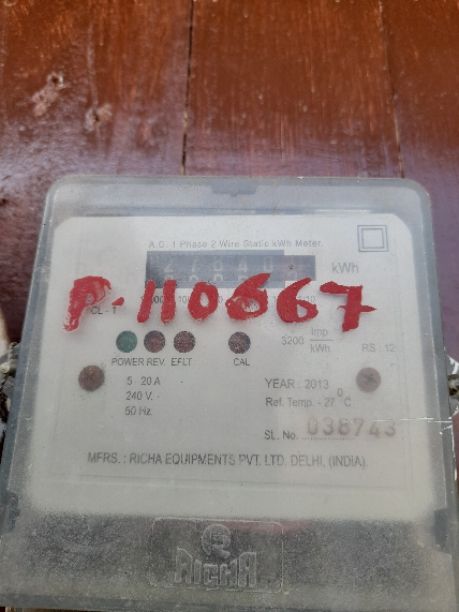 A.C. 1 Phase 2 Wire Static kWh Meter.
kWh
P-110667
CL - 1
3200 Imp/kWh
RS : 12
POWER REV. EFLT CAL
5 - 20 A
240 V.
50 Hz.
YEAR : 2013
Ref. Temp. - 27 °C
SL. No. 038743
MFRS. : RICHA EQUIPMENTS PVT. LTD. DELHI, (INDIA).
RICHA